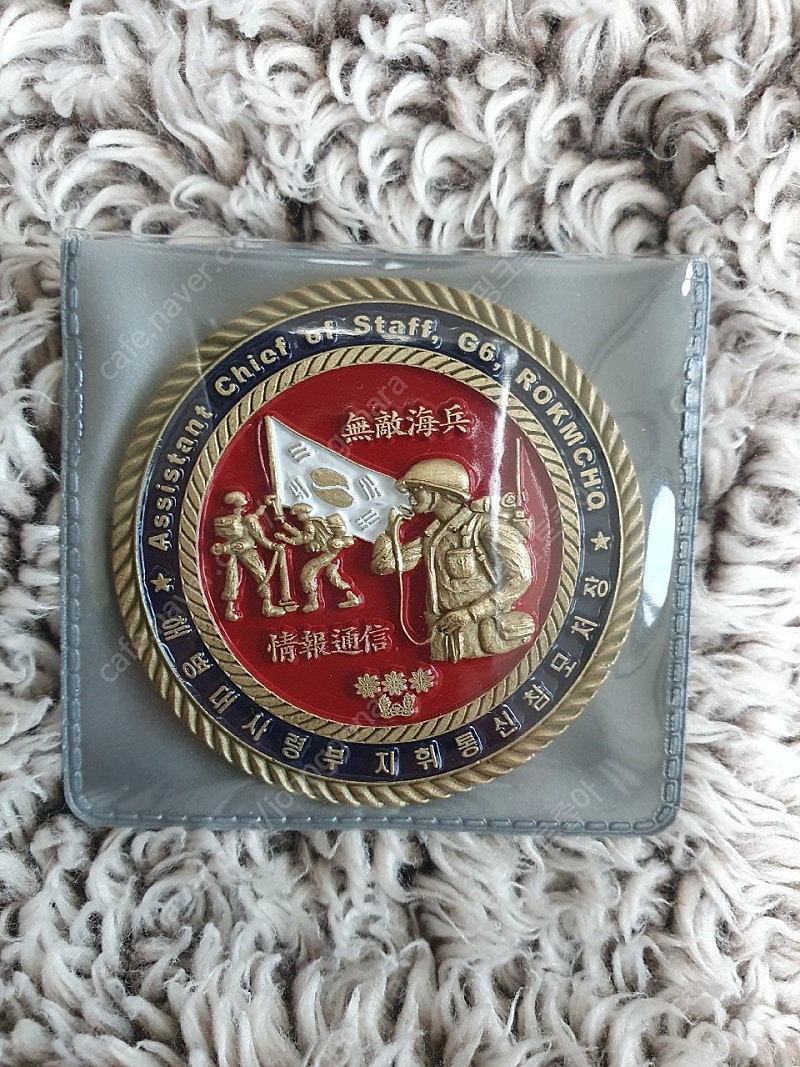 Assistant Chief of Staff, G6, ROKMCHQ
無敵海兵
情報通信
해병대사령부 지휘통신참모처장